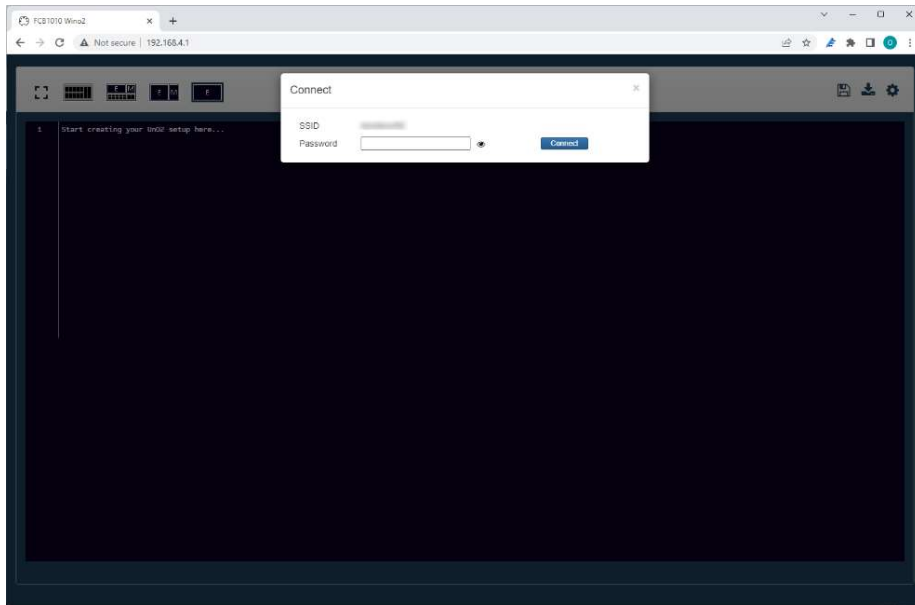 FCB1010 Wino2
Not secure | 192.168.4.1
E M
E M
E
Connect
SSID
Password
Connect
1 Start creating your UnO2 setup here...